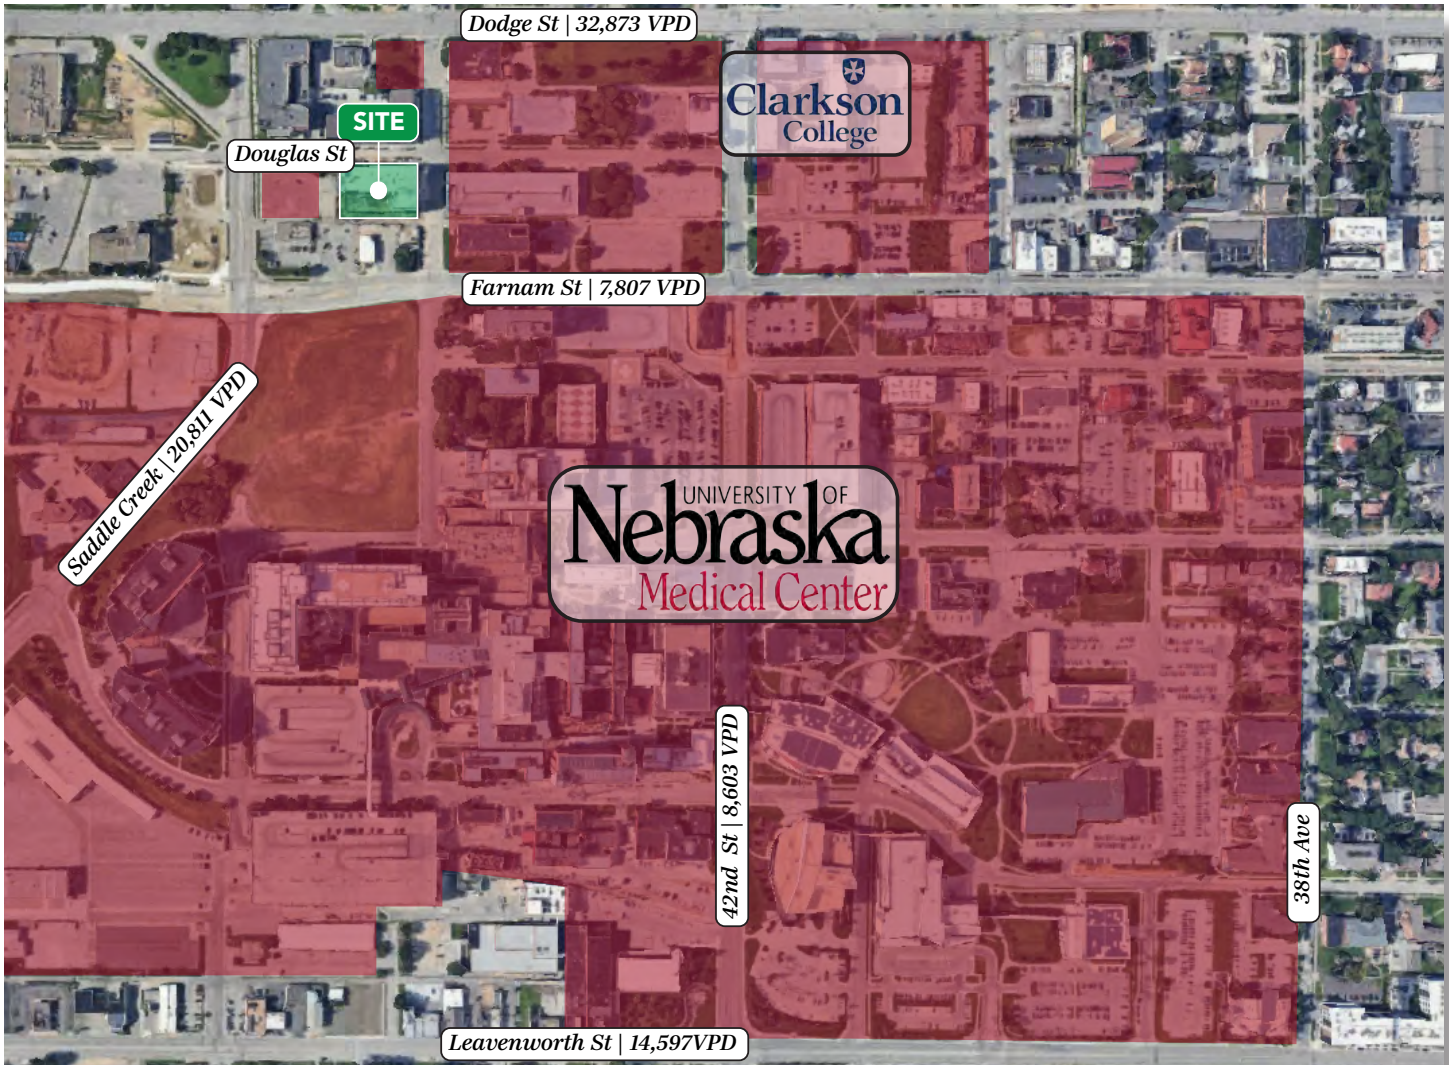 Dodge St | 32,873 VPD
Clarkson
College
SITE
Douglas St
Farnam St | 7,807 VPD
Saddle Creek | 20,811 VPD
UNIVERSITY OF
Nebraska
Medical Center
42nd St | 8,603 VPD
38th Ave
Leavenworth St | 14,597VPD